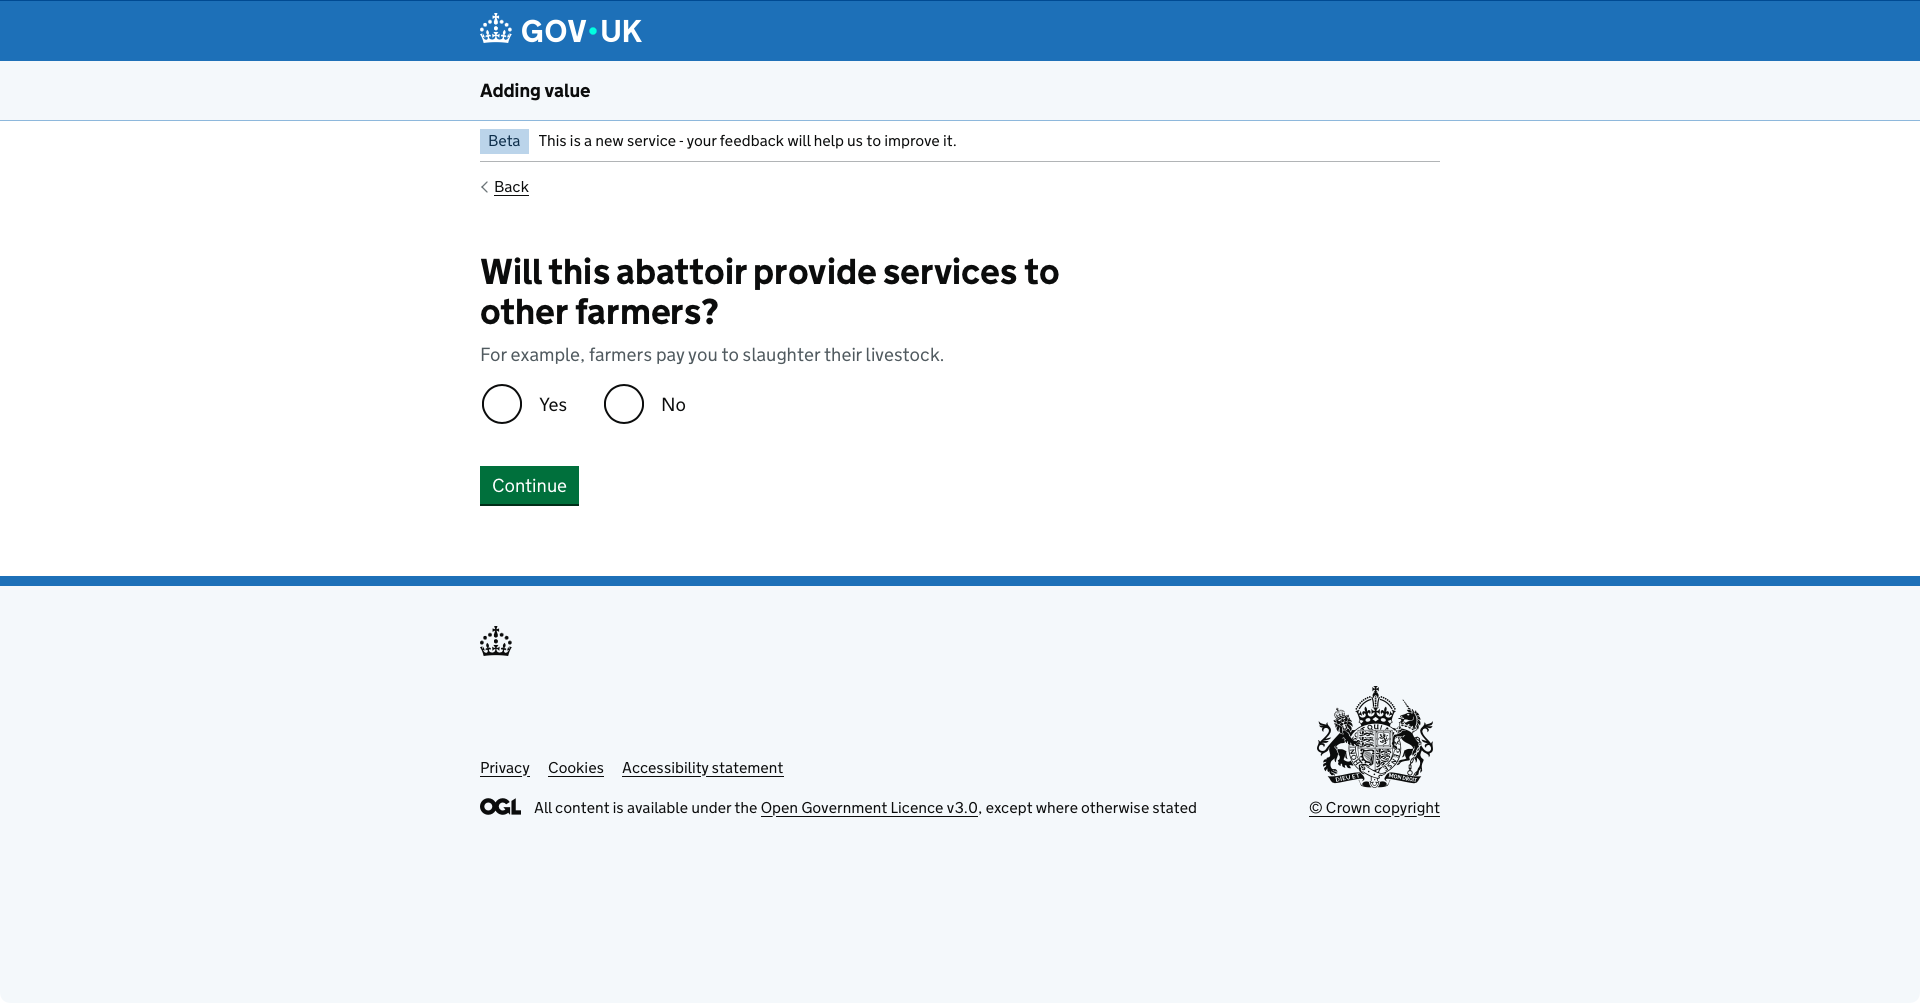 GOV•UK
Adding value
Beta This is a new service - your feedback will help us to improve it.
Back
Will this abattoir provide services to
other farmers?
For example, farmers pay you to slaughter their livestock.
Yes No
Continue
Privacy Cookies Accessibility statement
OGL All content is available under the Open Government Licence v3.0, except where otherwise stated
© Crown copyright